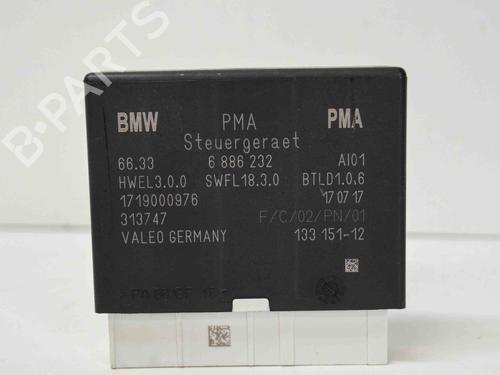 B-PARTS
BMW PMA PMA
Steuergeraet
66.33 6 886 232 AI01
HWEL3.0.0 SWFL18.3.0 BTLD1.0.6
1719000976 17 07 17
313747 F/C/02/PN/01
VALEO GERMANY 133 151-12